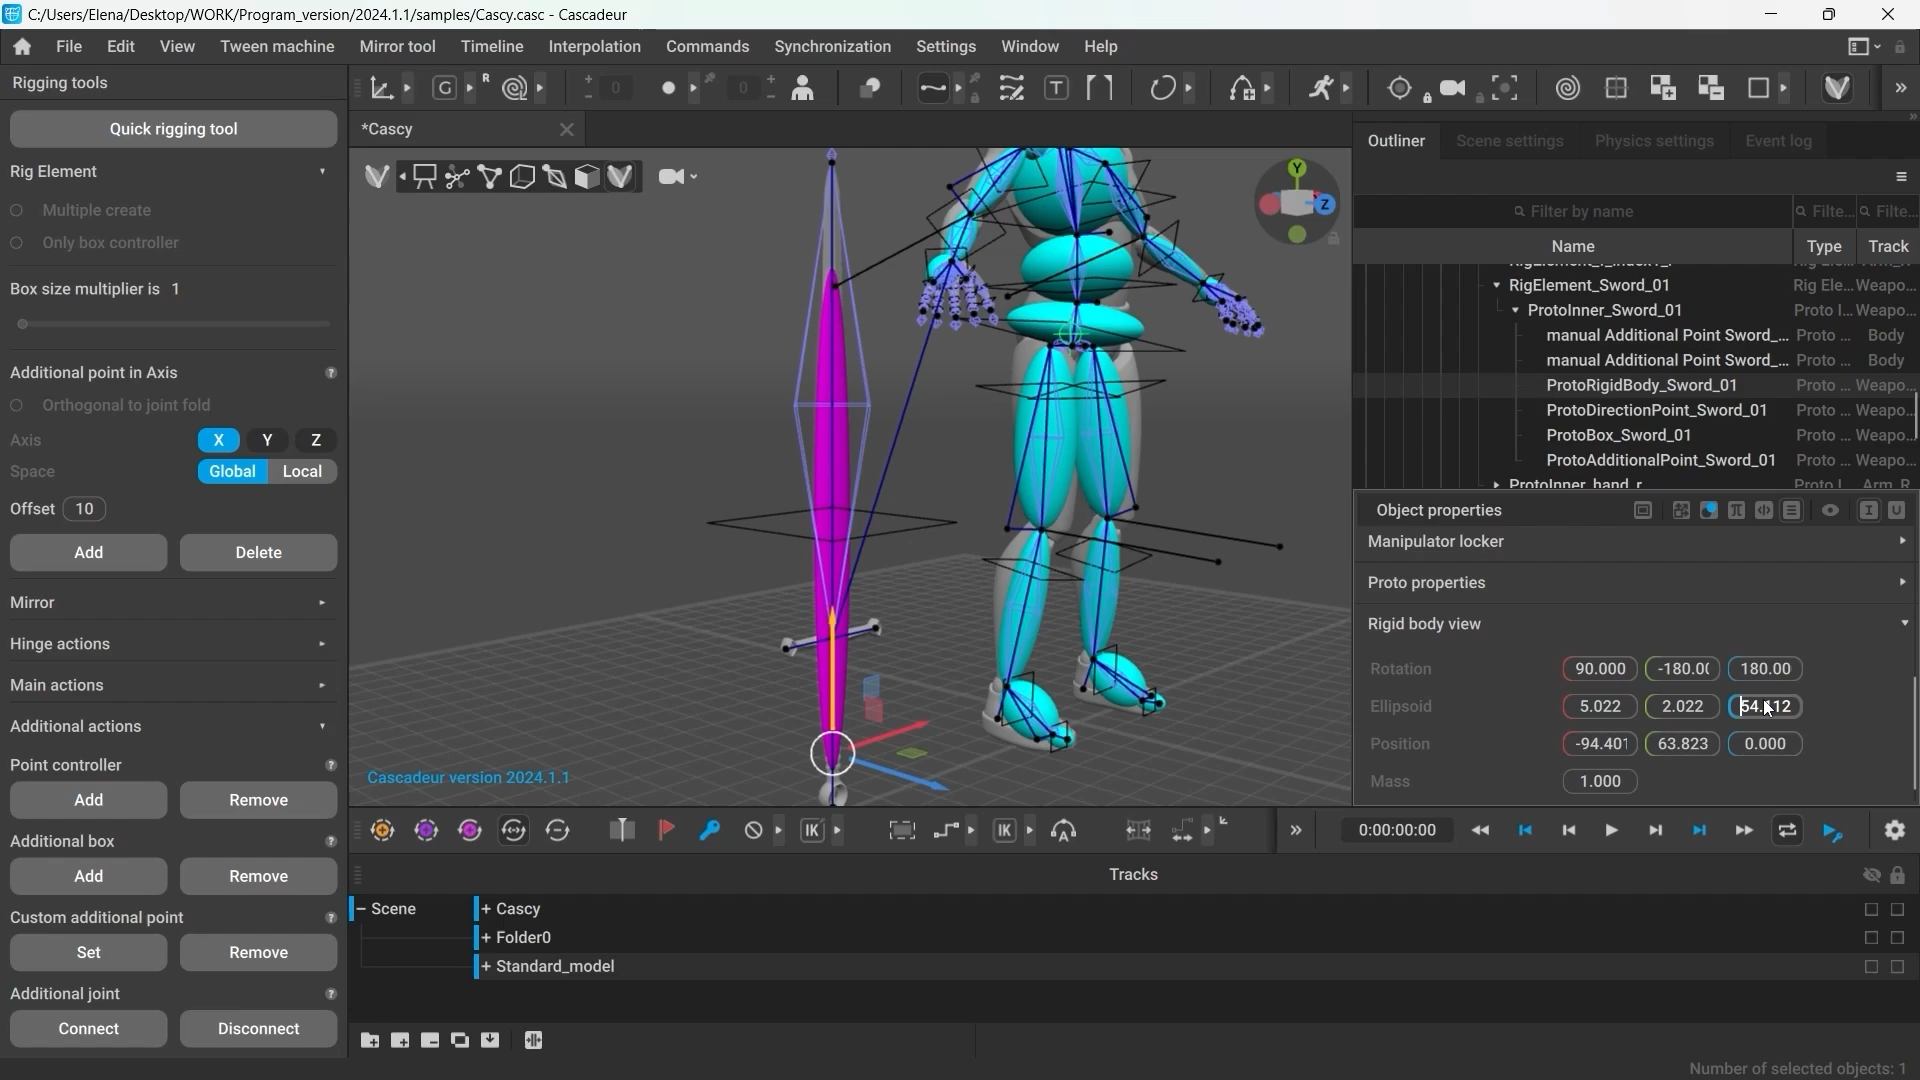 C:/Users/Elena/Desktop/WORK/Program_version/2024.1.1/samples/Cascy.casc - Cascadeur
File Edit View Tween machine Mirror tool Timeline Interpolation Commands Synchronization Settings Window Help
Rigging tools
Quick rigging tool
Rig Element
Multiple create
Only box controller
Box size multiplier is 1
Additional point in Axis
Orthogonal to joint fold
Axis X Y Z
Space Global Local
Offset 10
Add Delete
Mirror
Hinge actions
Main actions
Additional actions
Point controller
Add Remove
Additional box
Add Remove
Custom additional point
Set Remove
Additional joint
Connect Disconnect
G R 0 0 T
*Cascy
Y
Z
Cascadeur version 2024.1.1
Outliner Scene settings Physics settings Event log
Filter by name Filte... Filte...
Name Type Track
RigElement_Sword_01 Rig Ele... Weapo...
ProtoInner_Sword_01 Proto I... Weapo...
manual Additional Point Sword_... Proto ... Body
manual Additional Point Sword_... Proto ... Body
ProtoRigidBody_Sword_01 Proto ... Weapo...
ProtoDirectionPoint_Sword_01 Proto ... Weapo...
ProtoBox_Sword_01 Proto ... Weapo...
ProtoAdditionalPoint_Sword_01 Proto ... Weapo...
ProtoInner_hand_r Proto I... Arm_R
Object properties
Manipulator locker
Proto properties
Rigid body view
Rotation 90.000 -180.0 180.00
Ellipsoid 5.022 2.022
Position -94.401 63.823 0.000
Mass 1.000
IK IK 0:00:00:00
Tracks
Scene + Cascy
+ Folder0
+ Standard_model
Number of selected objects: 1